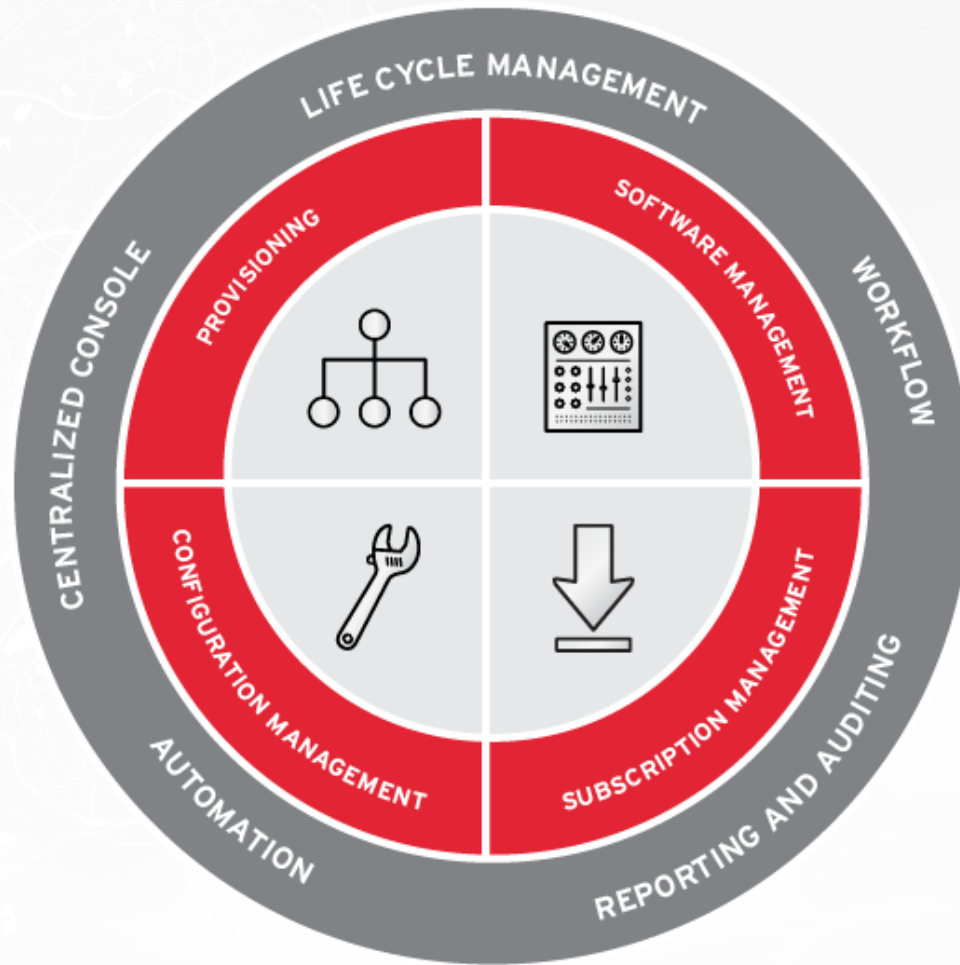 LIFE CYCLE MANAGEMENT
WORKFLOW
REPORTING AND AUDITING
AUTOMATION
CENTRALIZED CONSOLE
PROVISIONING
SOFTWARE MANAGEMENT
SUBSCRIPTION MANAGEMENT
CONFIGURATION MANAGEMENT